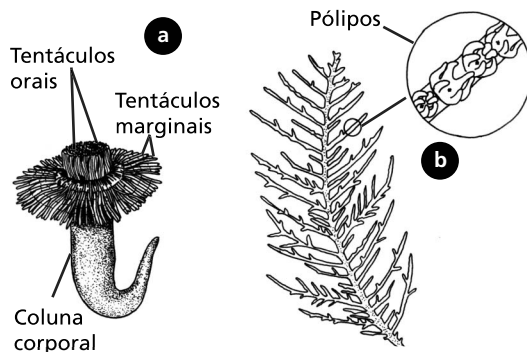 a
Tentáculos
orais
Tentáculos
marginais
Coluna
corporal
Pólipos
b